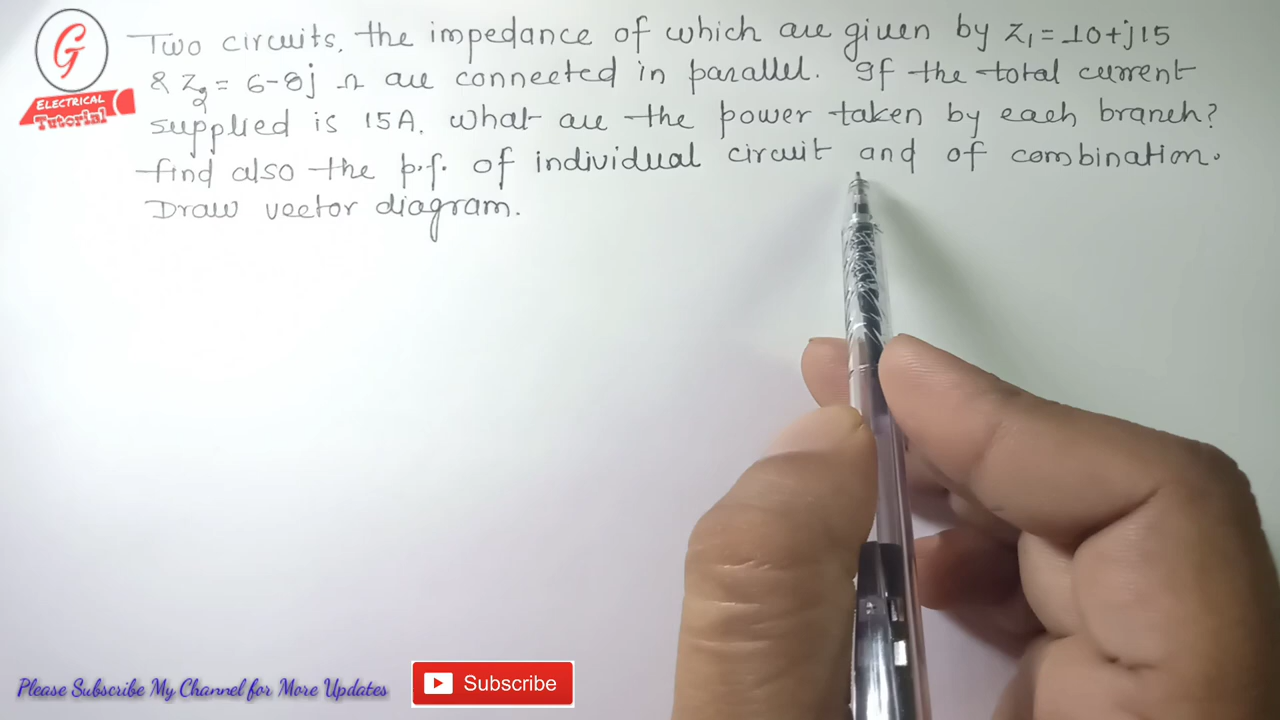 G
ELECTRICAL
Tutorial
Two circuits, the impedance of which are given by Z1 = 10+j15
& Z2 = 6-8j Ω are connected in parallel. If the total current
supplied is 15A. What are the power taken by each branch?
find also the p.f. of individual circuit and of combination.
Draw vector diagram.
Please Subscribe My Channel for More Updates
Subscribe